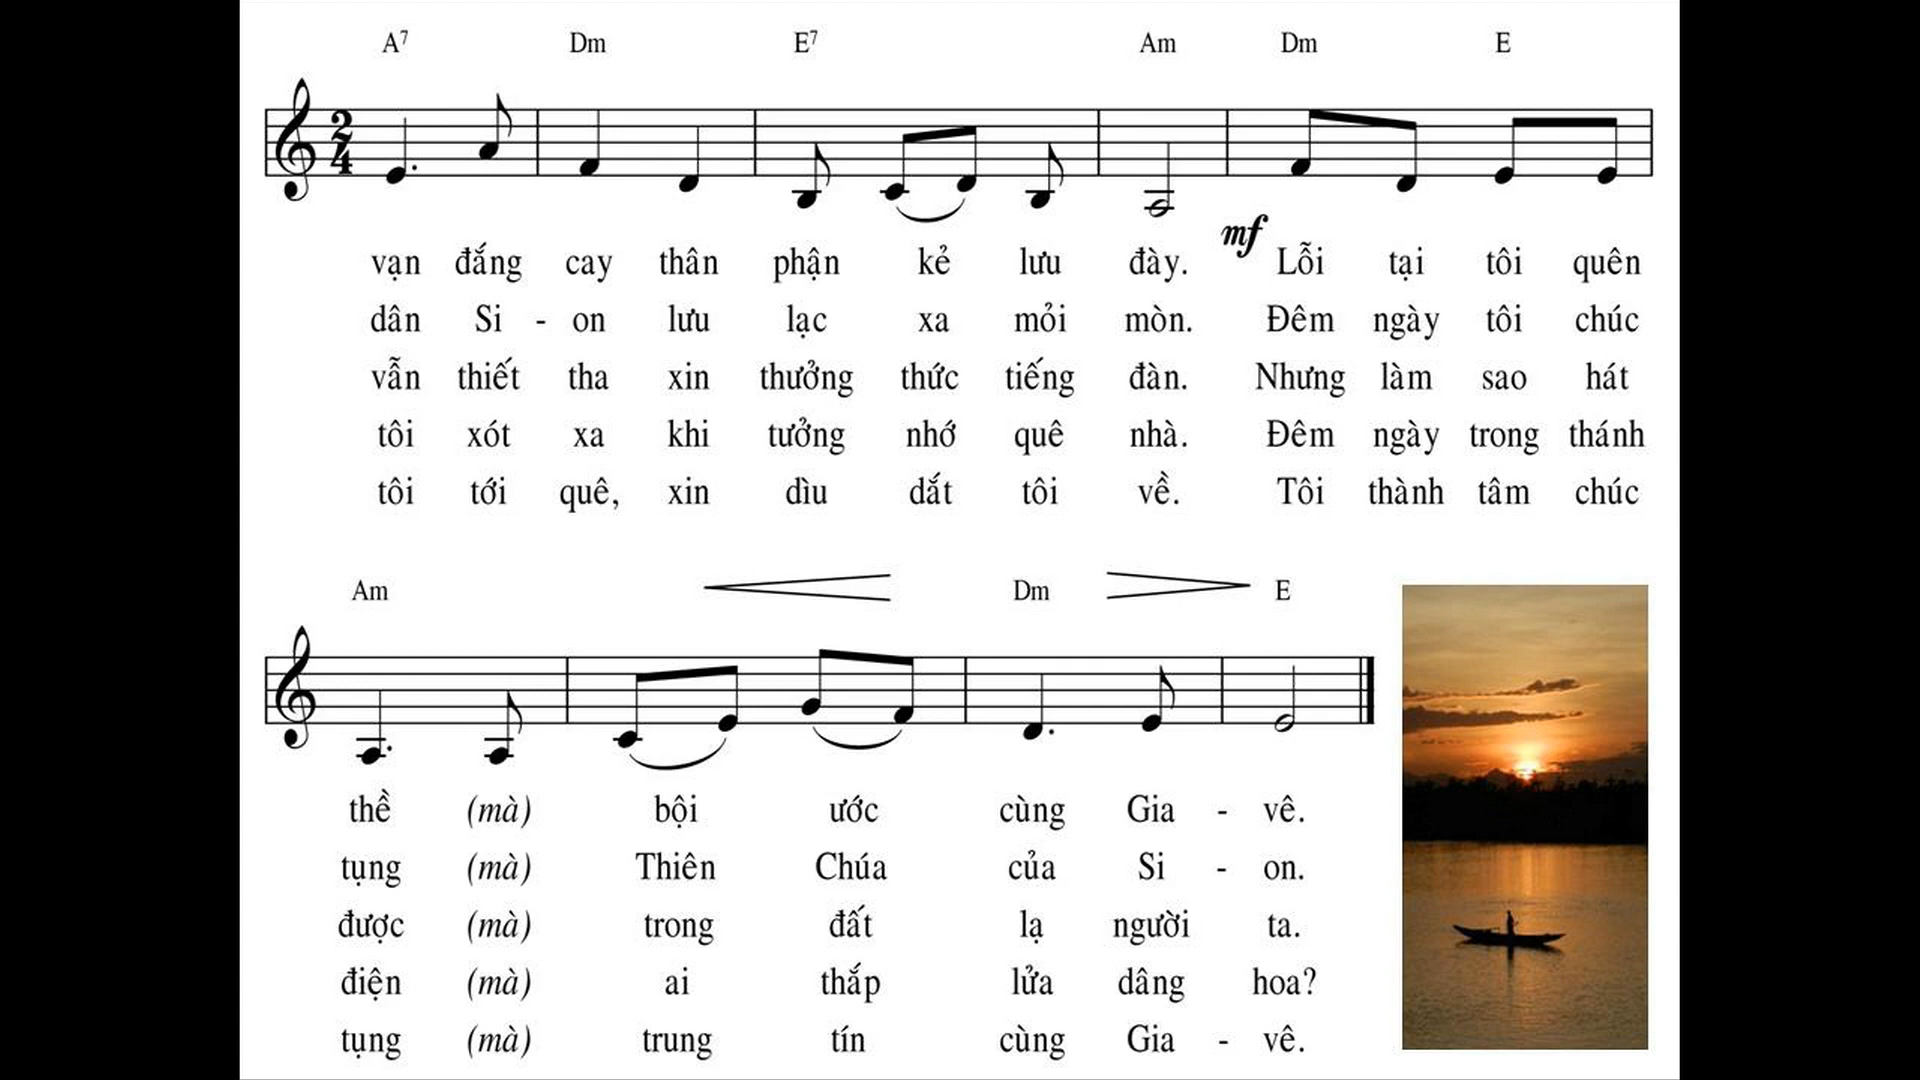 A7 Dm E7 Am Dm E
2
4
mf
vạn đắng cay thân phận kẻ lưu đày. Lỗi tại tôi quên
dân Si - on lưu lạc xa mỏi mòn. Đêm ngày tôi chúc
vẫn thiết tha xin thưởng thức tiếng đàn. Nhưng làm sao hát
tôi xót xa khi tưởng nhớ quê nhà. Đêm ngày trong thánh
tôi tới quê, xin dìu dắt tôi về. Tôi thành tâm chúc
Am Dm E
thề (mà) bội ước cùng Gia - vê.
tụng (mà) Thiên Chúa của Si - on.
được (mà) trong đất lạ người ta.
điện (mà) ai thắp lửa dâng hoa?
tụng (mà) trung tín cùng Gia - vê.